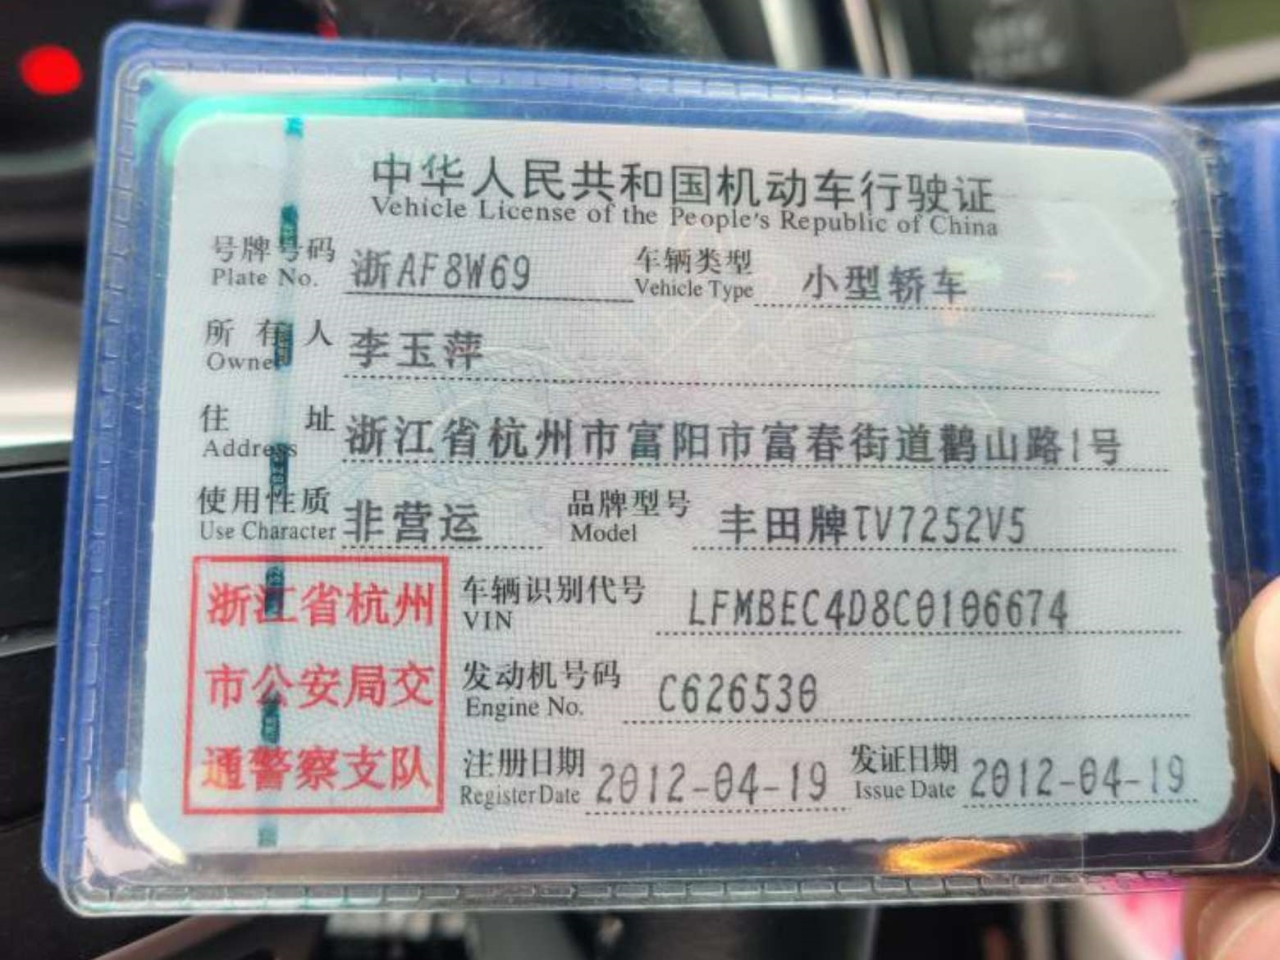 中华人民共和国机动车行驶证
Vehicle License of the People's Republic of China
号牌号码 浙AF8W69 车辆类型 小型轿车
Plate No. Vehicle Type
所有人 李玉萍
Owner
住址 浙江省杭州市富阳市富春街道鹳山路1号
Address
使用性质 非营运 品牌型号 丰田牌TV7252V5
Use Character Model
浙江省杭州
市公安局交
通警察支队
车辆识别代号 LFMBEC4D8C0106674
VIN
发动机号码 C626530
Engine No.
注册日期 2012-04-19 发证日期 2012-04-19
Register Date Issue Date